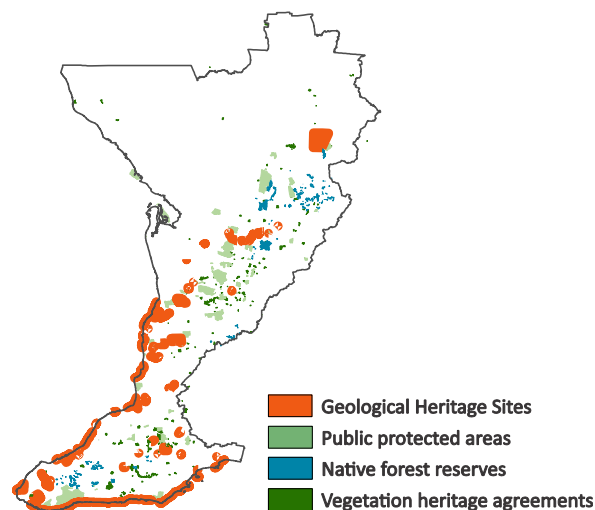 Geological Heritage Sites
Public protected areas
Native forest reserves
Vegetation heritage agreements